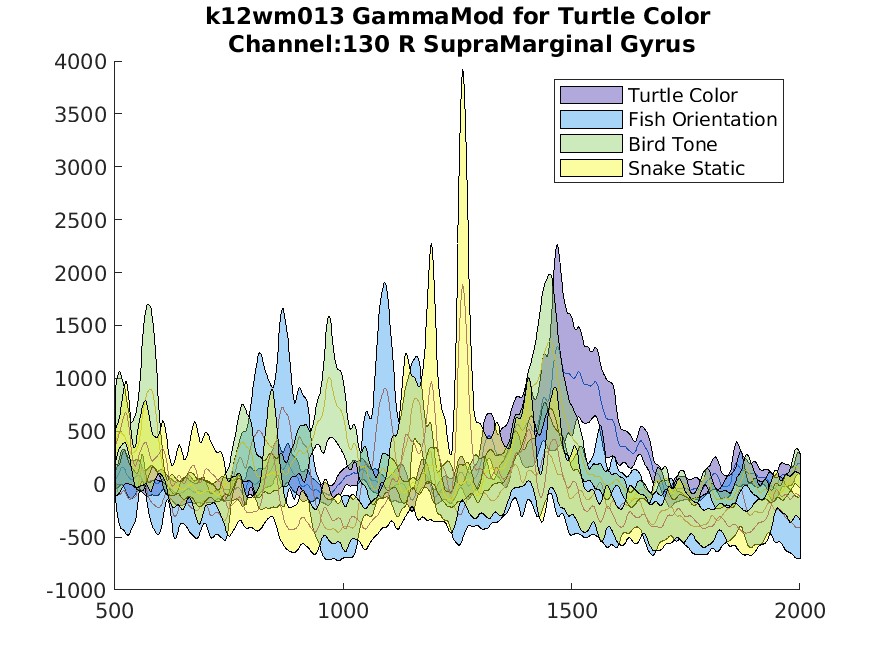 k12wm013 GammaMod for Turtle Color
Channel:130 R SupraMarginal Gyrus
4000
3500
3000
2500
2000
1500
1000
500
0
-500
-1000
500
1000
1500
2000
Turtle Color
Fish Orientation
Bird Tone
Snake Static